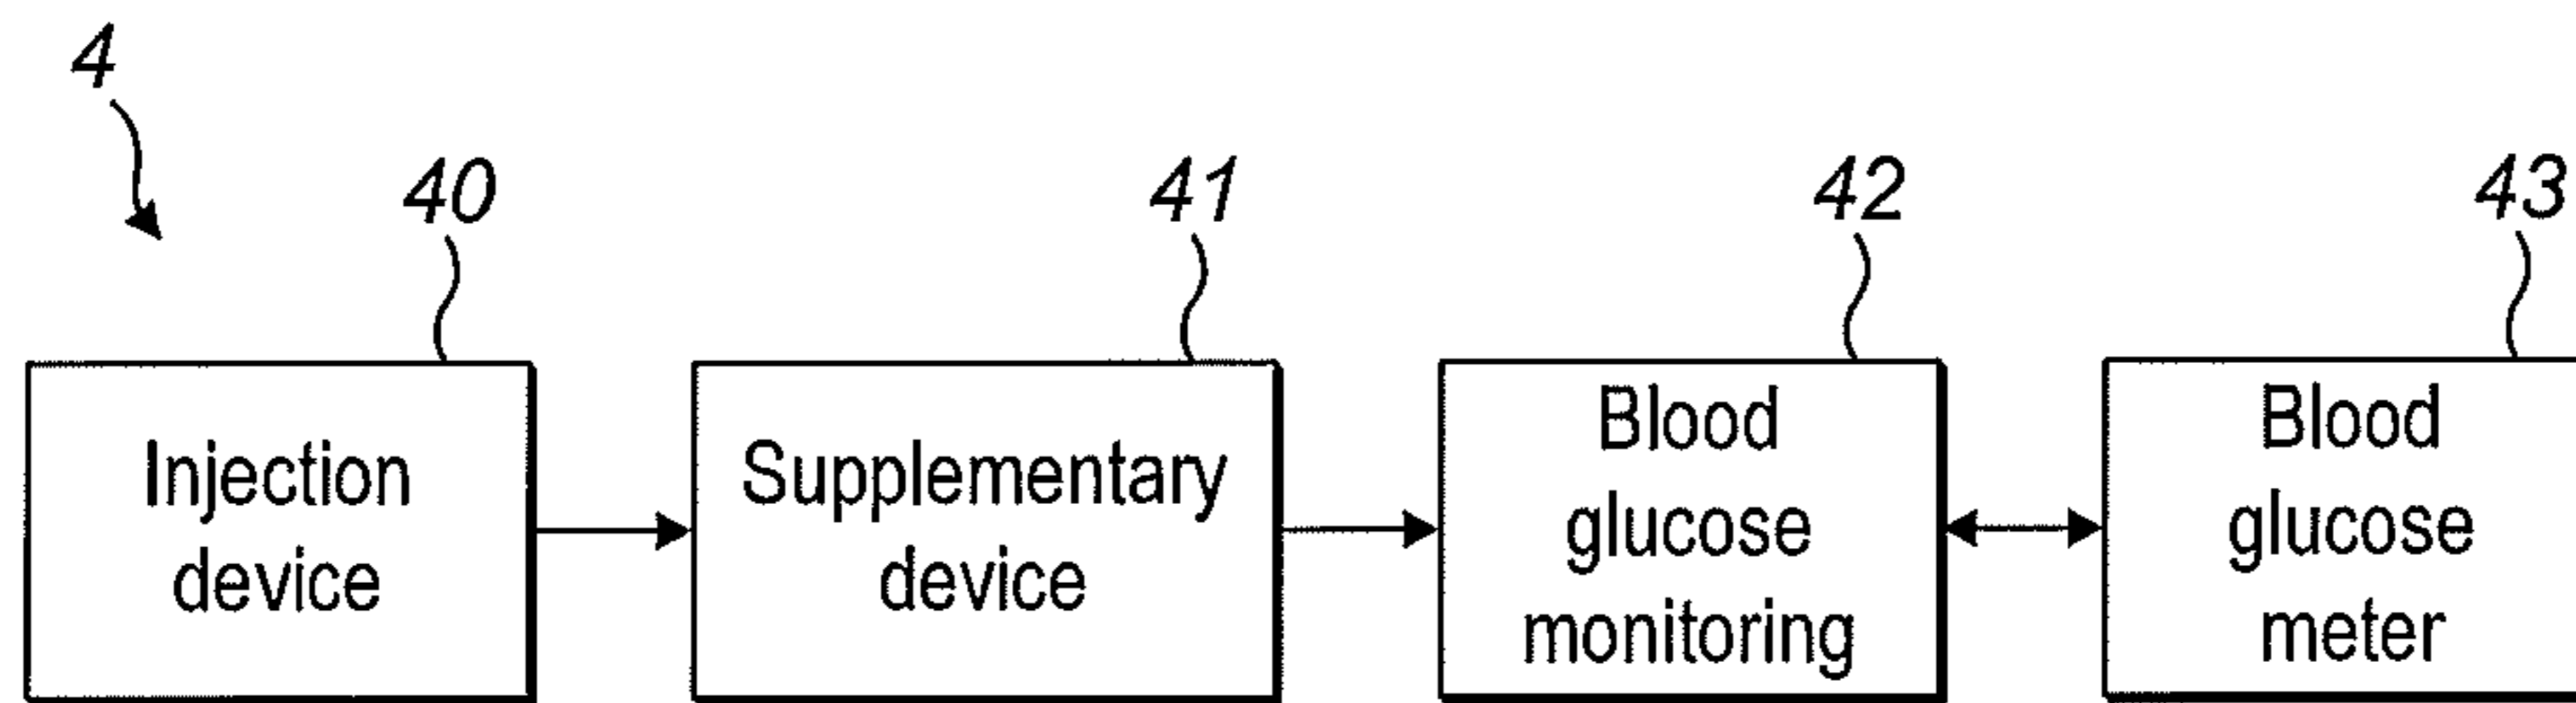 4
40
41
42
43
Injection
device
Supplementary
device
Blood
glucose
monitoring
Blood
glucose
meter